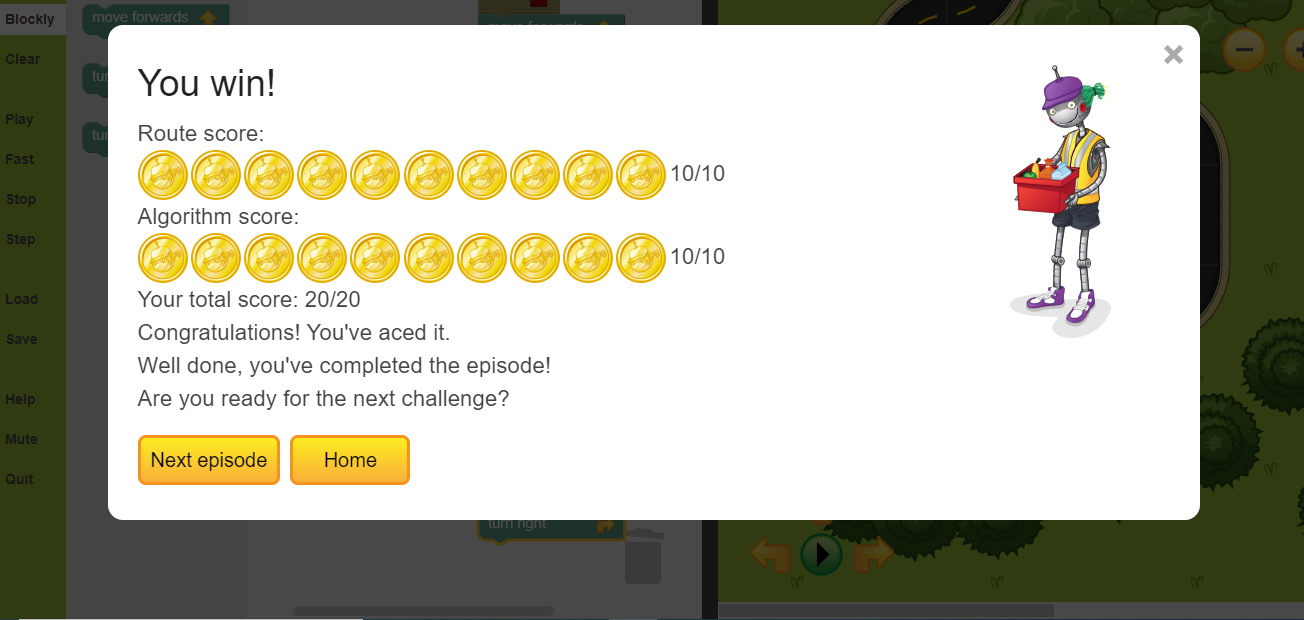 Blockly
Clear
Play
Fast
Stop
Step
Load
Save
Help
Mute
Quit
move forwards
move forwards
You win!
Route score:
10/10
Algorithm score:
10/10
Your total score: 20/20
Congratulations! You've aced it.
Well done, you've completed the episode!
Are you ready for the next challenge?
Next episode
Home
turn right